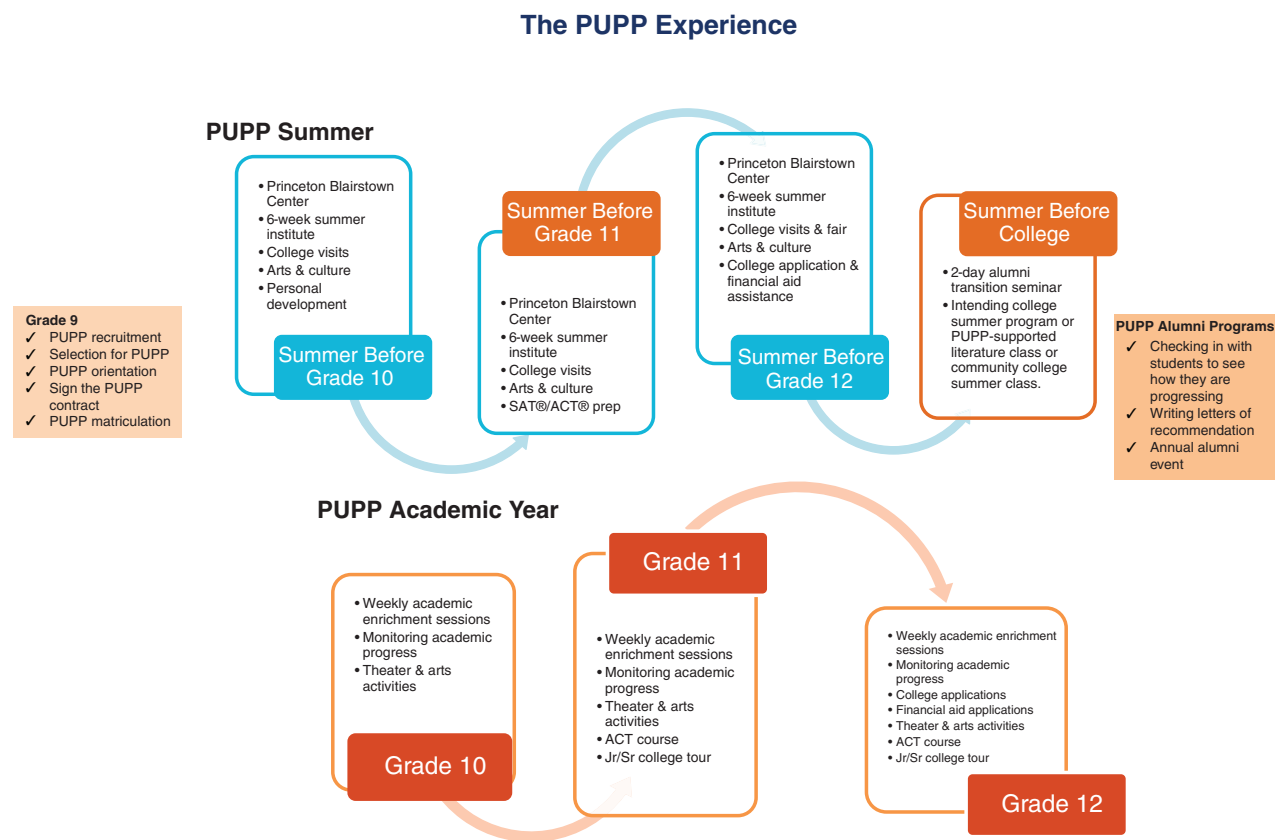 The PUPP Experience
PUPP Summer
• Princeton Blairstown
Center
• 6-week summer
institute
• College visits
• Arts & culture
• Personal
development
Summer Before
Grade 10
Summer Before
Grade 11
• Princeton Blairstown
Center
• 6-week summer
institute
• College visits
• Arts & culture
• SAT®/ACT® prep
• Princeton Blairstown
Center
• 6-week summer
institute
• College visits & fair
• Arts & culture
• College application &
financial aid
assistance
Summer Before
Grade 12
Summer Before
College
• 2-day alumni
transition seminar
• Intending college
summer program or
PUPP-supported
literature class or
community college
summer class.
Grade 9
✓ PUPP recruitment
✓ Selection for PUPP
✓ PUPP orientation
✓ Sign the PUPP
contract
✓ PUPP matriculation
PUPP Alumni Programs
✓ Checking in with
students to see
how they are
progressing
✓ Writing letters of
recommendation
✓ Annual alumni
event
PUPP Academic Year
• Weekly academic
enrichment sessions
• Monitoring academic
progress
• Theater & arts
activities
Grade 10
Grade 11
• Weekly academic
enrichment sessions
• Monitoring academic
progress
• Theater & arts
activities
• ACT course
• Jr/Sr college tour
• Weekly academic enrichment
sessions
• Monitoring academic
progress
• College applications
• Financial aid applications
• Theater & arts activities
• ACT course
• Jr/Sr college tour
Grade 12